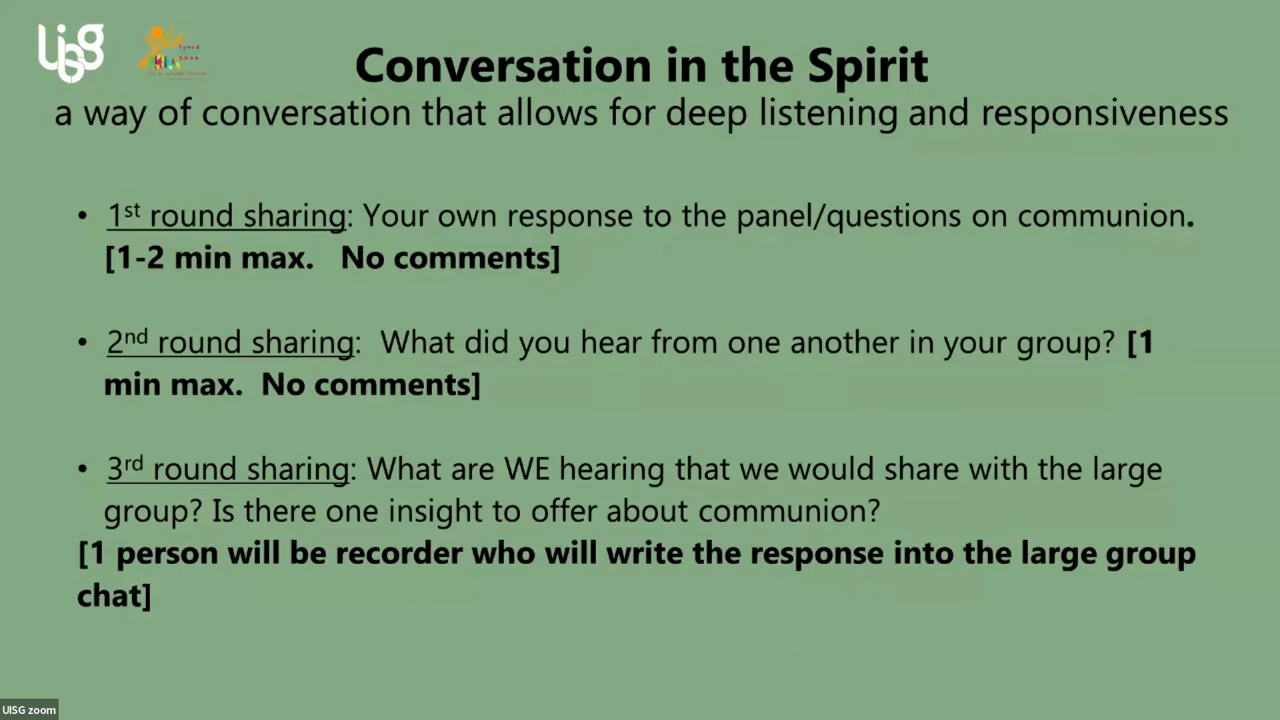 UISG
Conversation in the Spirit
a way of conversation that allows for deep listening and responsiveness
• 1st round sharing: Your own response to the panel/questions on communion.
[1-2 min max. No comments]
• 2nd round sharing: What did you hear from one another in your group? [1
min max. No comments]
• 3rd round sharing: What are WE hearing that we would share with the large
group? Is there one insight to offer about communion?
[1 person will be recorder who will write the response into the large group
chat]
UISG zoom